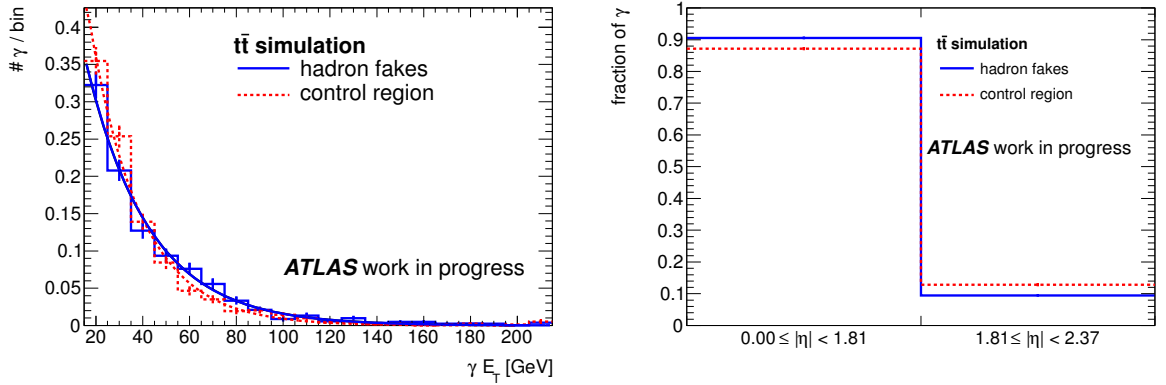 # γ / bin
0.4
0.35
0.3
0.25
0.2
0.15
0.1
0.05
0
tt̄ simulation
hadron fakes
control region
ATLAS work in progress
20 40 60 80 100 120 140 160 180 200
γ E_T [GeV]
fraction of γ
1
0.9
0.8
0.7
0.6
0.5
0.4
0.3
0.2
0.1
0
tt̄ simulation
hadron fakes
control region
ATLAS work in progress
0.00 ≤ |η| < 1.81 1.81 ≤ |η| < 2.37